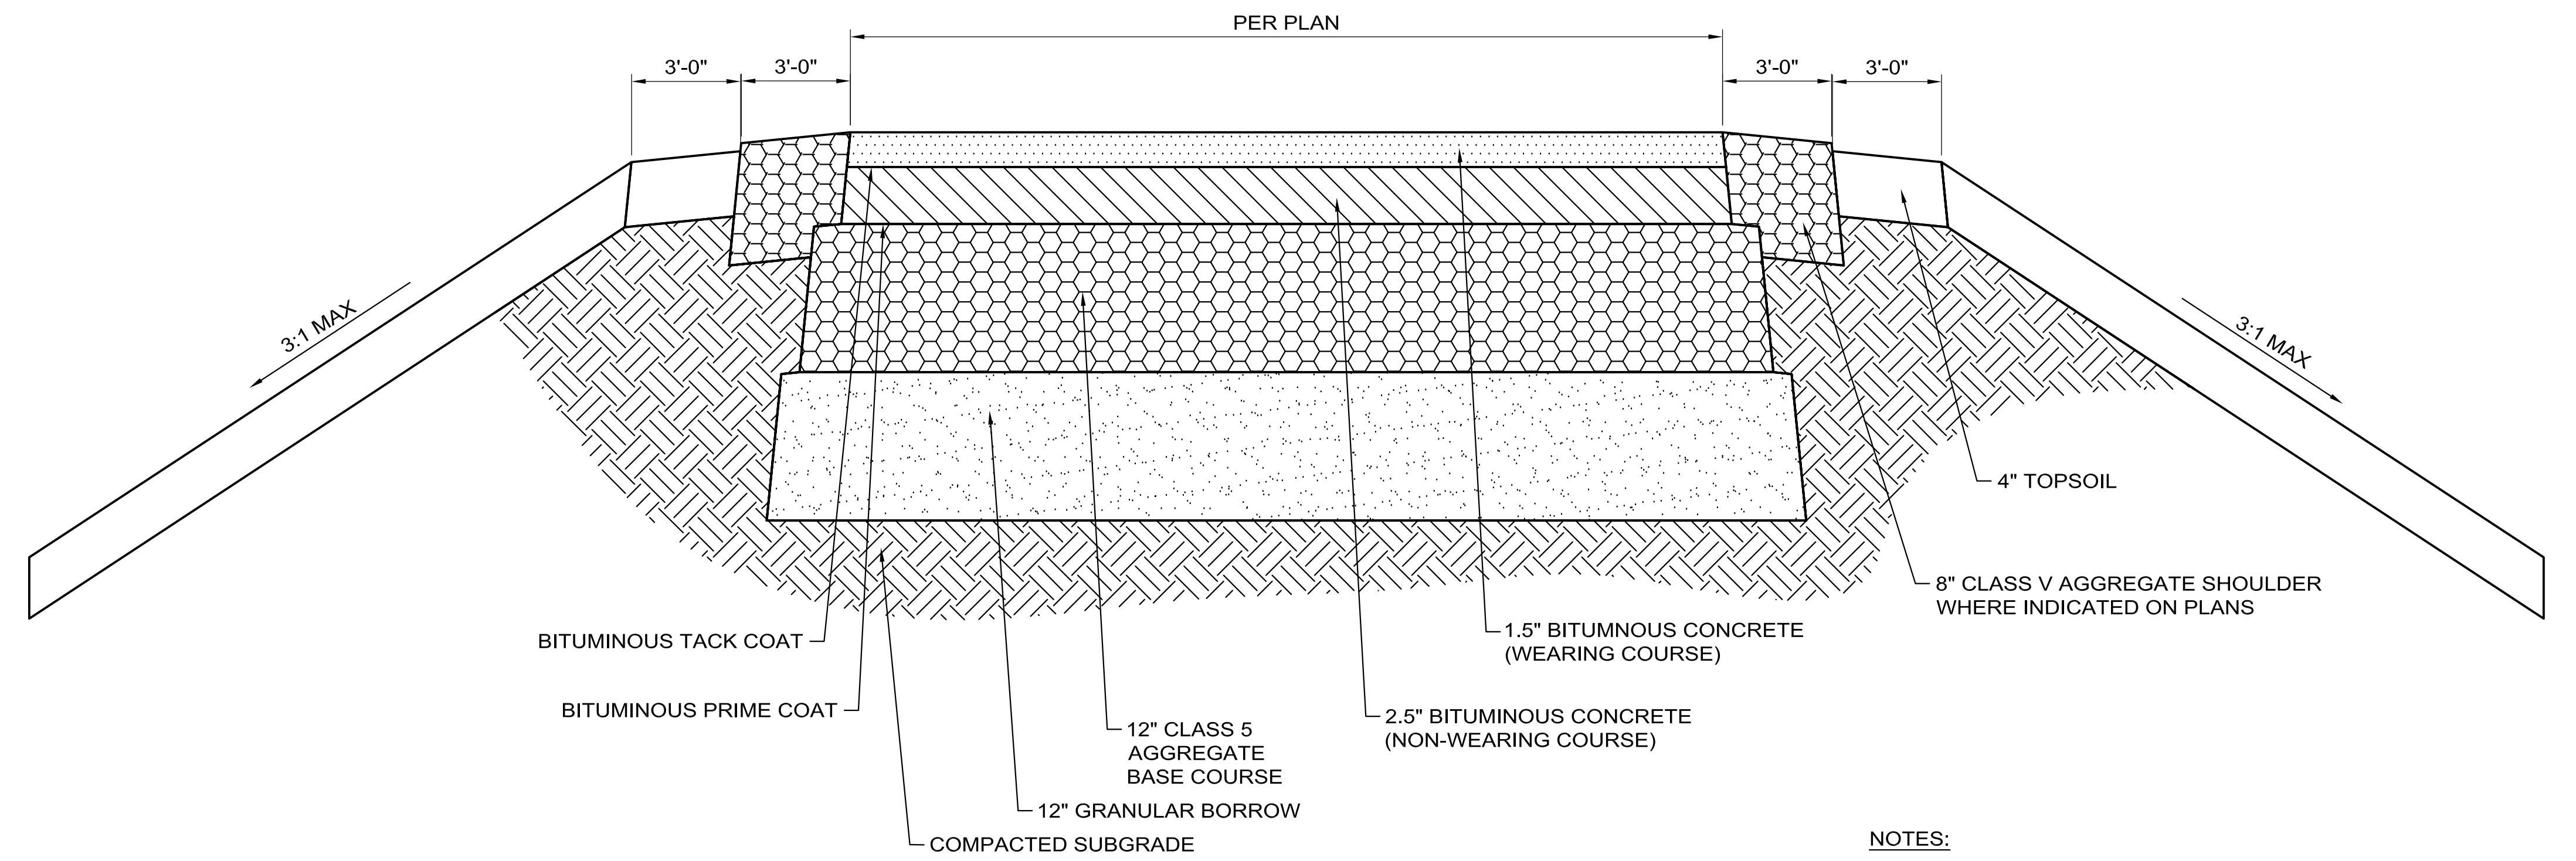 PER PLAN
3'-0"
3'-0"
3'-0"
3'-0"
3:1 MAX
3:1 MAX
4" TOPSOIL
8" CLASS V AGGREGATE SHOULDER
WHERE INDICATED ON PLANS
BITUMINOUS TACK COAT
1.5" BITUMNOUS CONCRETE
(WEARING COURSE)
BITUMINOUS PRIME COAT
2.5" BITUMINOUS CONCRETE
(NON-WEARING COURSE)
12" CLASS 5
AGGREGATE
BASE COURSE
12" GRANULAR BORROW
COMPACTED SUBGRADE
NOTES: